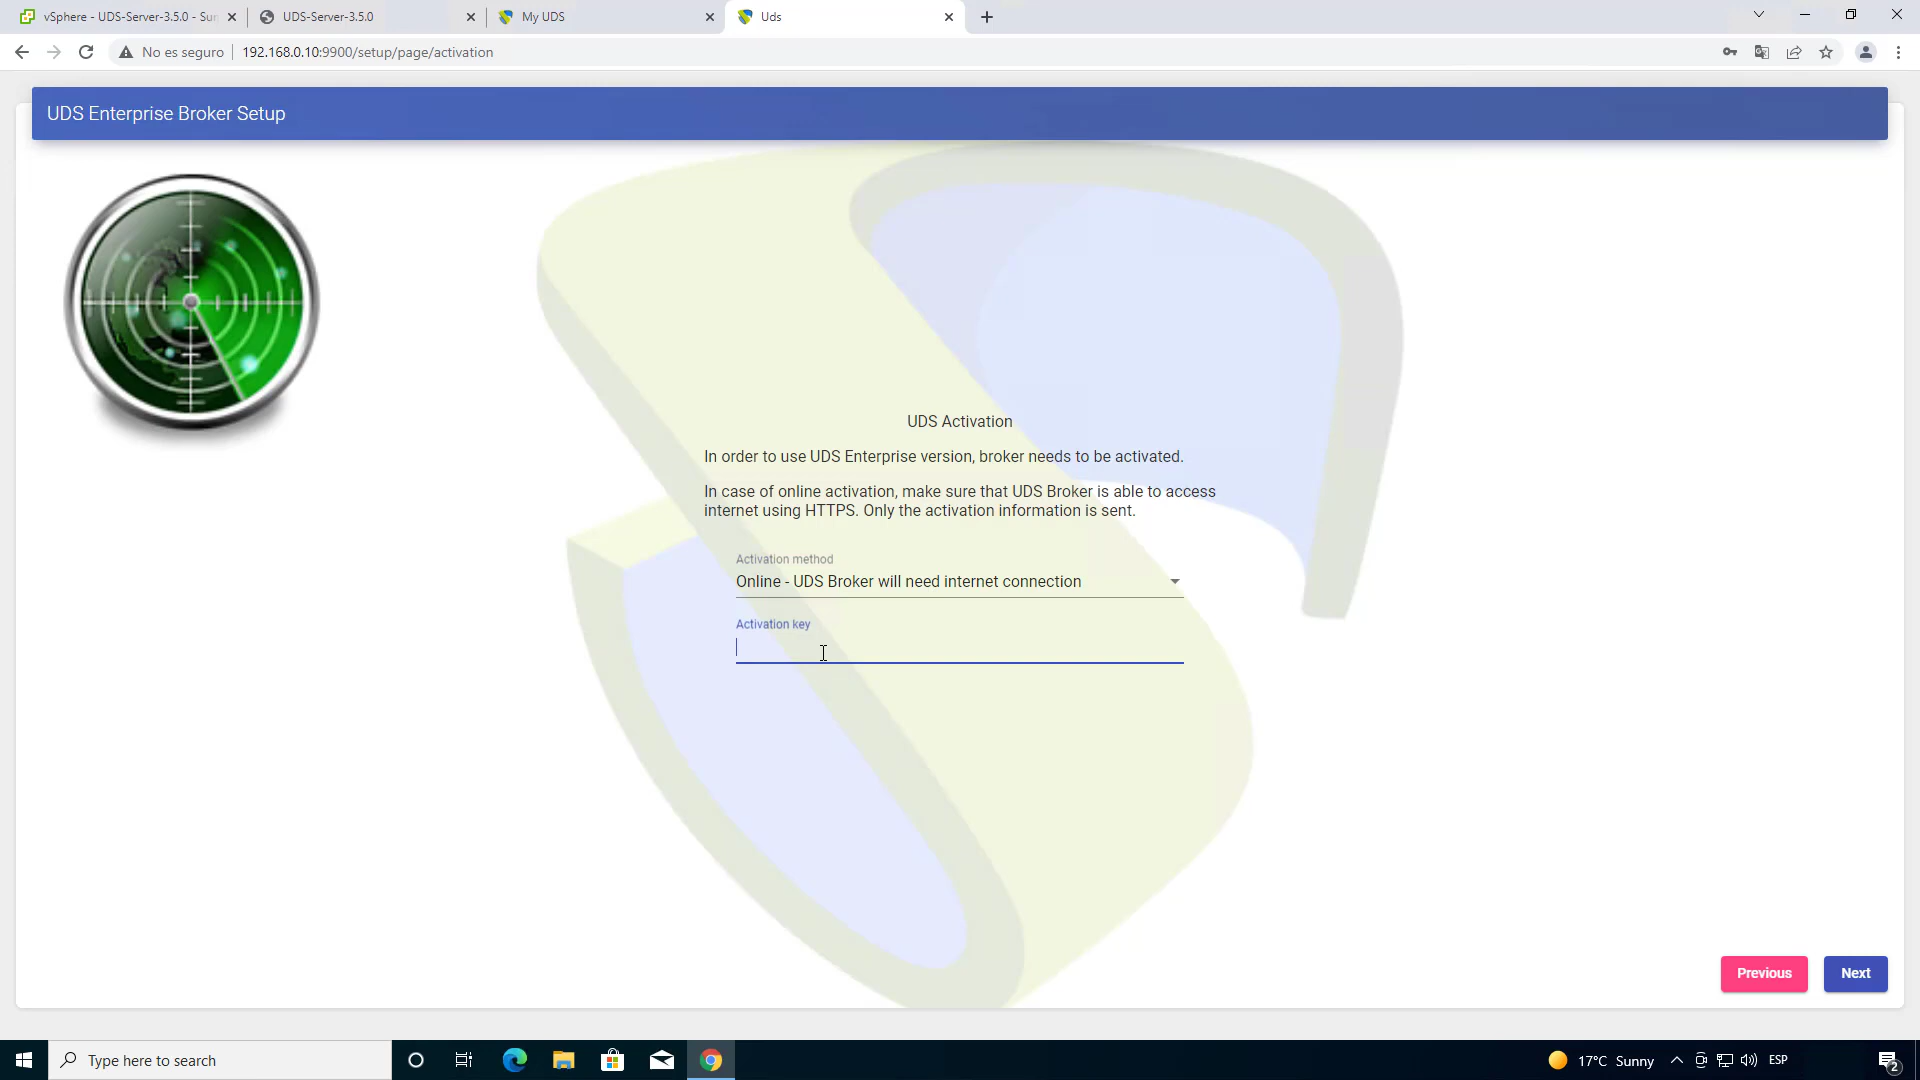 vSphere - UDS-Server-3.5.0 - Su
UDS-Server-3.5.0
My UDS
Uds
No es seguro
192.168.0.10:9900/setup/page/activation
UDS Enterprise Broker Setup
UDS Activation
In order to use UDS Enterprise version, broker needs to be activated.
In case of online activation, make sure that UDS Broker is able to access
internet using HTTPS. Only the activation information is sent.
Activation method
Online - UDS Broker will need internet connection
Activation key
Previous
Next
Type here to search
17°C Sunny
ESP
2